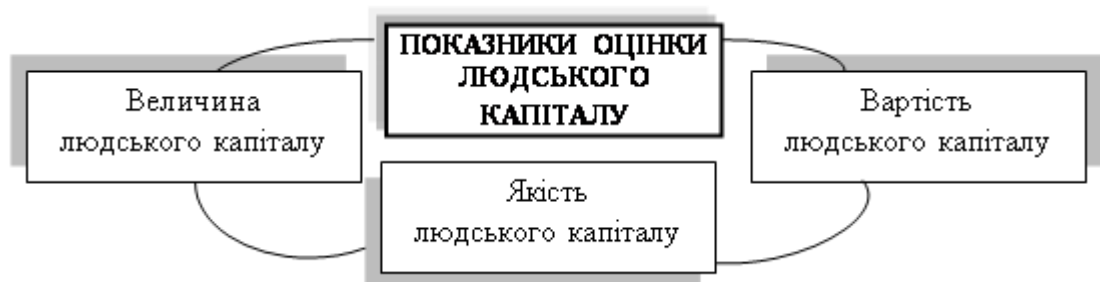 ПОКАЗНИКИ ОЦІНКИ
ЛЮДСЬКОГО
КАПІТАЛУ
Величина
людського капіталу
Вартість
людського капіталу
Якість
людського капіталу